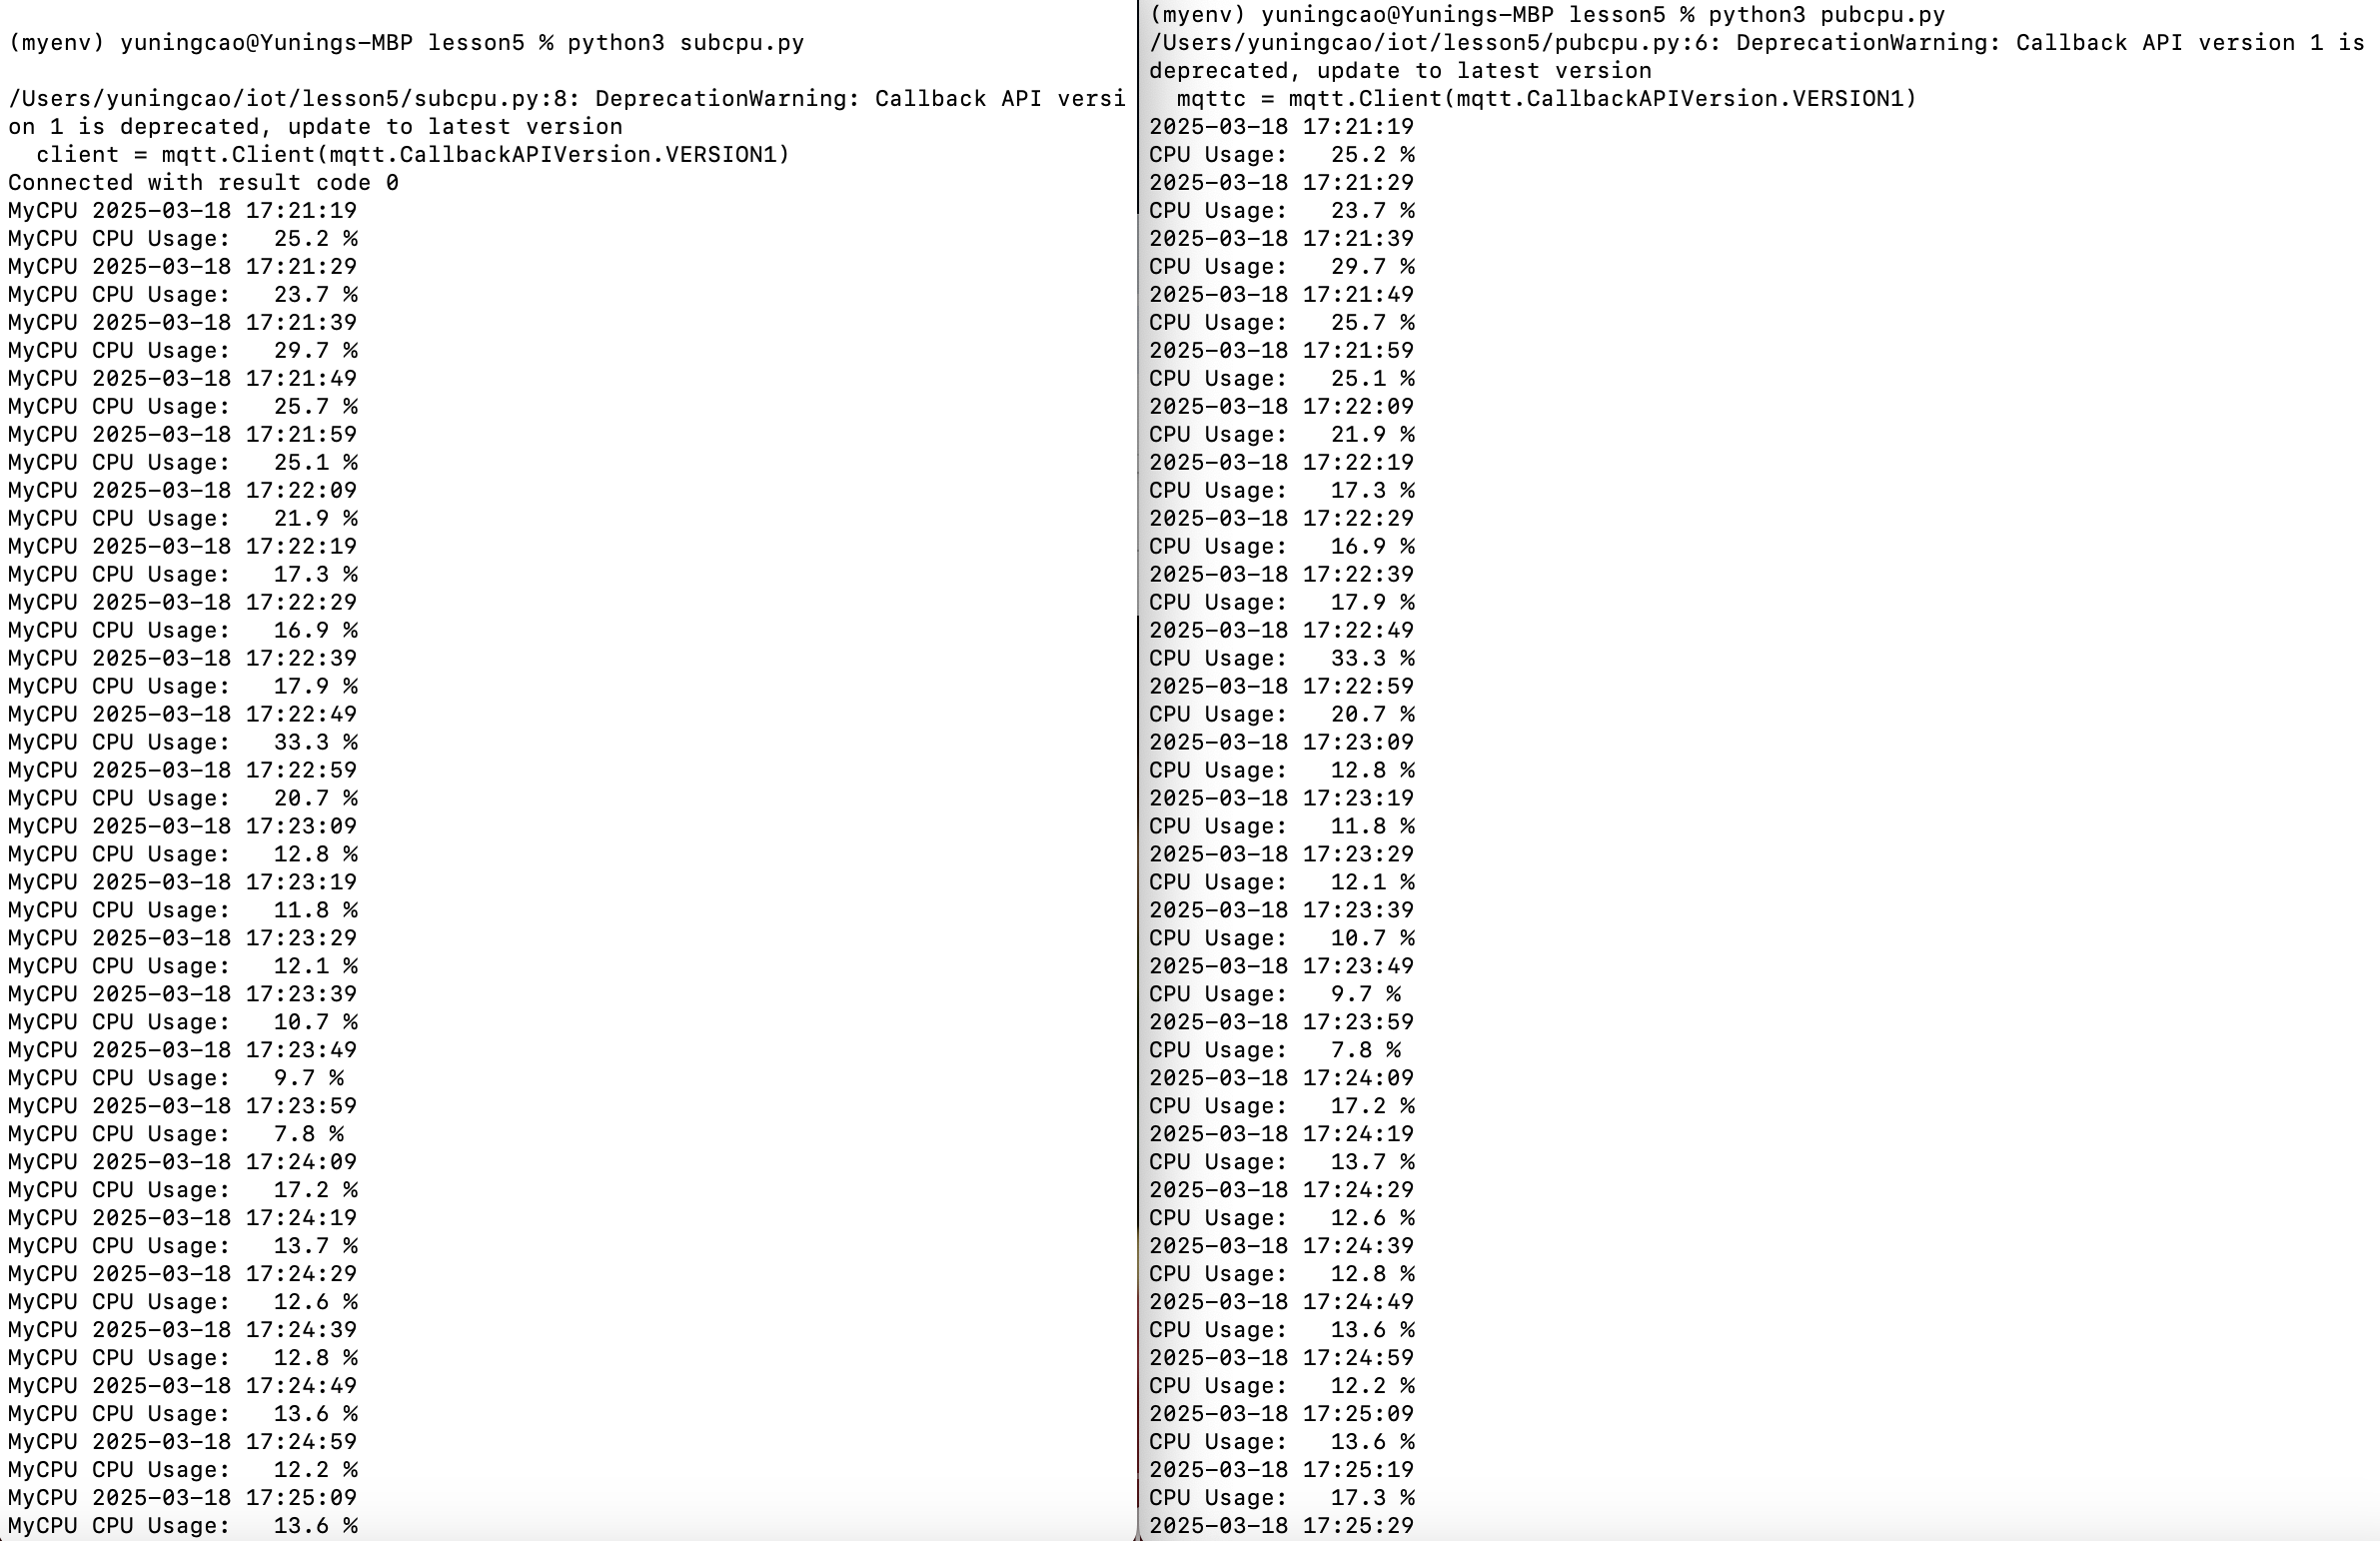 (myenv) yuningcao@Yunings-MBP lesson5 % python3 subcpu.py
/Users/yuningcao/iot/lesson5/subcpu.py:8: DeprecationWarning: Callback API versi
on 1 is deprecated, update to latest version
  client = mqtt.Client(mqtt.CallbackAPIVersion.VERSION1)
Connected with result code 0
MyCPU 2025-03-18 17:21:19
MyCPU CPU Usage:   25.2 %
MyCPU 2025-03-18 17:21:29
MyCPU CPU Usage:   23.7 %
MyCPU 2025-03-18 17:21:39
MyCPU CPU Usage:   29.7 %
MyCPU 2025-03-18 17:21:49
MyCPU CPU Usage:   25.7 %
MyCPU 2025-03-18 17:21:59
MyCPU CPU Usage:   25.1 %
MyCPU 2025-03-18 17:22:09
MyCPU CPU Usage:   21.9 %
MyCPU 2025-03-18 17:22:19
MyCPU CPU Usage:   17.3 %
MyCPU 2025-03-18 17:22:29
MyCPU CPU Usage:   16.9 %
MyCPU 2025-03-18 17:22:39
MyCPU CPU Usage:   17.9 %
MyCPU 2025-03-18 17:22:49
MyCPU CPU Usage:   33.3 %
MyCPU 2025-03-18 17:22:59
MyCPU CPU Usage:   20.7 %
MyCPU 2025-03-18 17:23:09
MyCPU CPU Usage:   12.8 %
MyCPU 2025-03-18 17:23:19
MyCPU CPU Usage:   11.8 %
MyCPU 2025-03-18 17:23:29
MyCPU CPU Usage:   12.1 %
MyCPU 2025-03-18 17:23:39
MyCPU CPU Usage:   10.7 %
MyCPU 2025-03-18 17:23:49
MyCPU CPU Usage:   9.7 %
MyCPU 2025-03-18 17:23:59
MyCPU CPU Usage:   7.8 %
MyCPU 2025-03-18 17:24:09
MyCPU CPU Usage:   17.2 %
MyCPU 2025-03-18 17:24:19
MyCPU CPU Usage:   13.7 %
MyCPU 2025-03-18 17:24:29
MyCPU CPU Usage:   12.6 %
MyCPU 2025-03-18 17:24:39
MyCPU CPU Usage:   12.8 %
MyCPU 2025-03-18 17:24:49
MyCPU CPU Usage:   13.6 %
MyCPU 2025-03-18 17:24:59
MyCPU CPU Usage:   12.2 %
MyCPU 2025-03-18 17:25:09
MyCPU CPU Usage:   13.6 %
(myenv) yuningcao@Yunings-MBP lesson5 % python3 pubcpu.py
/Users/yuningcao/iot/lesson5/pubcpu.py:6: DeprecationWarning: Callback API version 1 is
deprecated, update to latest version
  mqttc = mqtt.Client(mqtt.CallbackAPIVersion.VERSION1)
2025-03-18 17:21:19
CPU Usage:   25.2 %
2025-03-18 17:21:29
CPU Usage:   23.7 %
2025-03-18 17:21:39
CPU Usage:   29.7 %
2025-03-18 17:21:49
CPU Usage:   25.7 %
2025-03-18 17:21:59
CPU Usage:   25.1 %
2025-03-18 17:22:09
CPU Usage:   21.9 %
2025-03-18 17:22:19
CPU Usage:   17.3 %
2025-03-18 17:22:29
CPU Usage:   16.9 %
2025-03-18 17:22:39
CPU Usage:   17.9 %
2025-03-18 17:22:49
CPU Usage:   33.3 %
2025-03-18 17:22:59
CPU Usage:   20.7 %
2025-03-18 17:23:09
CPU Usage:   12.8 %
2025-03-18 17:23:19
CPU Usage:   11.8 %
2025-03-18 17:23:29
CPU Usage:   12.1 %
2025-03-18 17:23:39
CPU Usage:   10.7 %
2025-03-18 17:23:49
CPU Usage:   9.7 %
2025-03-18 17:23:59
CPU Usage:   7.8 %
2025-03-18 17:24:09
CPU Usage:   17.2 %
2025-03-18 17:24:19
CPU Usage:   13.7 %
2025-03-18 17:24:29
CPU Usage:   12.6 %
2025-03-18 17:24:39
CPU Usage:   12.8 %
2025-03-18 17:24:49
CPU Usage:   13.6 %
2025-03-18 17:24:59
CPU Usage:   12.2 %
2025-03-18 17:25:09
CPU Usage:   13.6 %
2025-03-18 17:25:19
CPU Usage:   17.3 %
2025-03-18 17:25:29